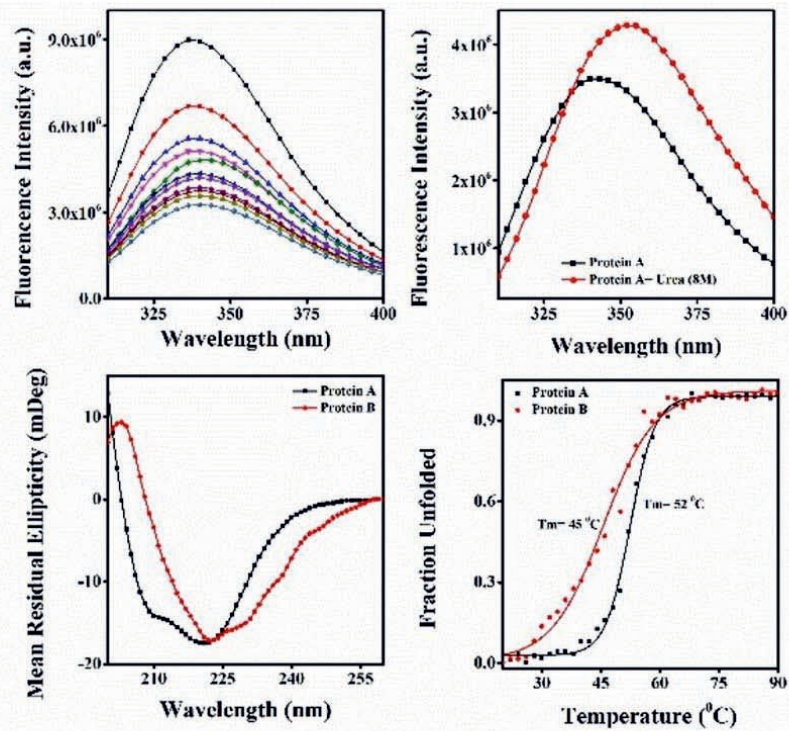 Fluorencence Intensity (a.u.)
9.0x10⁶
6.0x10⁶
3.0x10⁶
0.0
325
350
375
400
Wavelength (nm)
Fluorescence Intensity (a.u.)
4x10⁶
3x10⁶
2x10⁶
1x10⁶
Protein A
Protein A– Urea (8M)
325
350
375
400
Wavelength (nm)
Mean Residual Ellipticity (mDeg)
10
0
-10
-20
Protein A
Protein B
210
225
240
255
Wavelength (nm)
Fraction Unfolded
0.9
0.6
0.3
0.0
Protein A
Protein B
Tm– 45 ⁰C
Tm– 52 ⁰C
30
45
60
75
90
Temperature (⁰C)